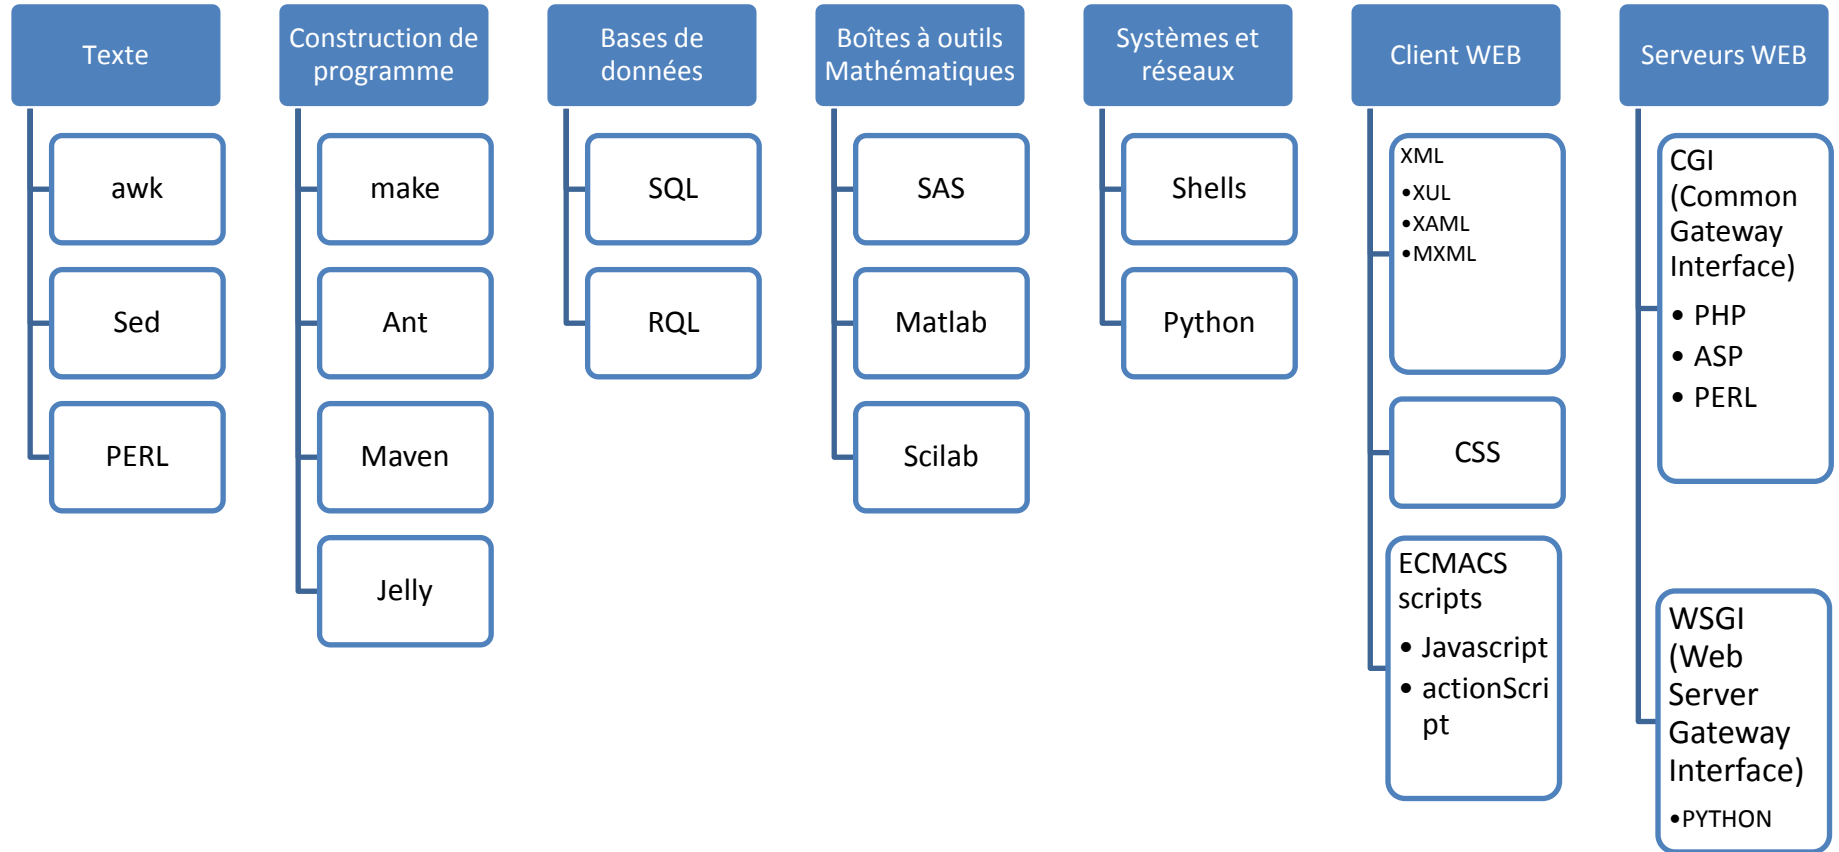 Texte
awk
Sed
PERL
Construction de
programme
make
Ant
Maven
Jelly
Bases de
données
SQL
RQL
Boîtes à outils
Mathématiques
SAS
Matlab
Scilab
Systèmes et
réseaux
Shells
Python
Client WEB
XML
•XUL
•XAML
•MXML
CSS
ECMACS
scripts
• Javascript
• actionScri
pt
Serveurs WEB
CGI
(Common
Gateway
Interface)
• PHP
• ASP
• PERL
WSGI
(Web
Server
Gateway
Interface)
•PYTHON